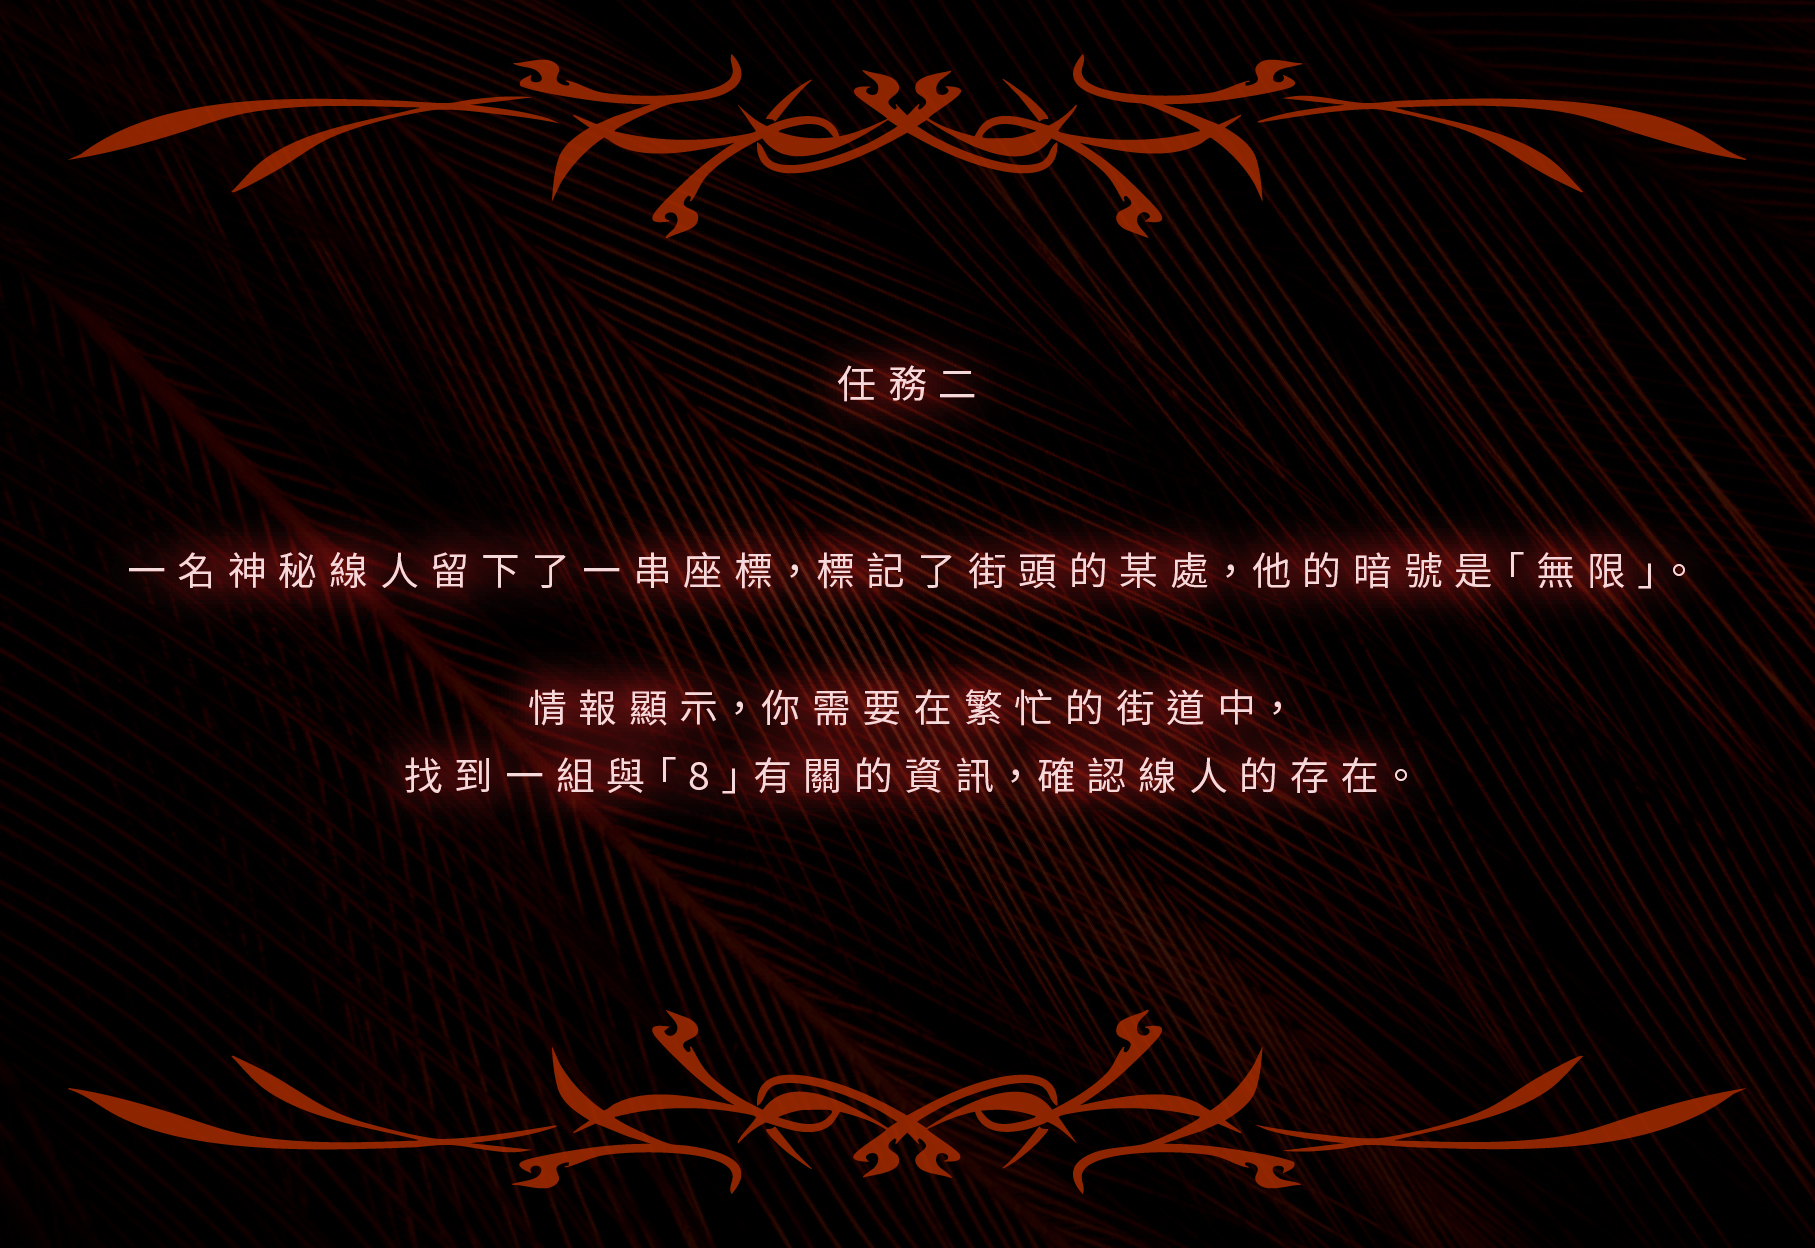 任務二
一名神秘線人留下了一串座標，標記了街頭的某處，他的暗號是「無限」。
情報顯示，你需要在繁忙的街道中，
找到一組與「8」有關的資訊，確認線人的存在。